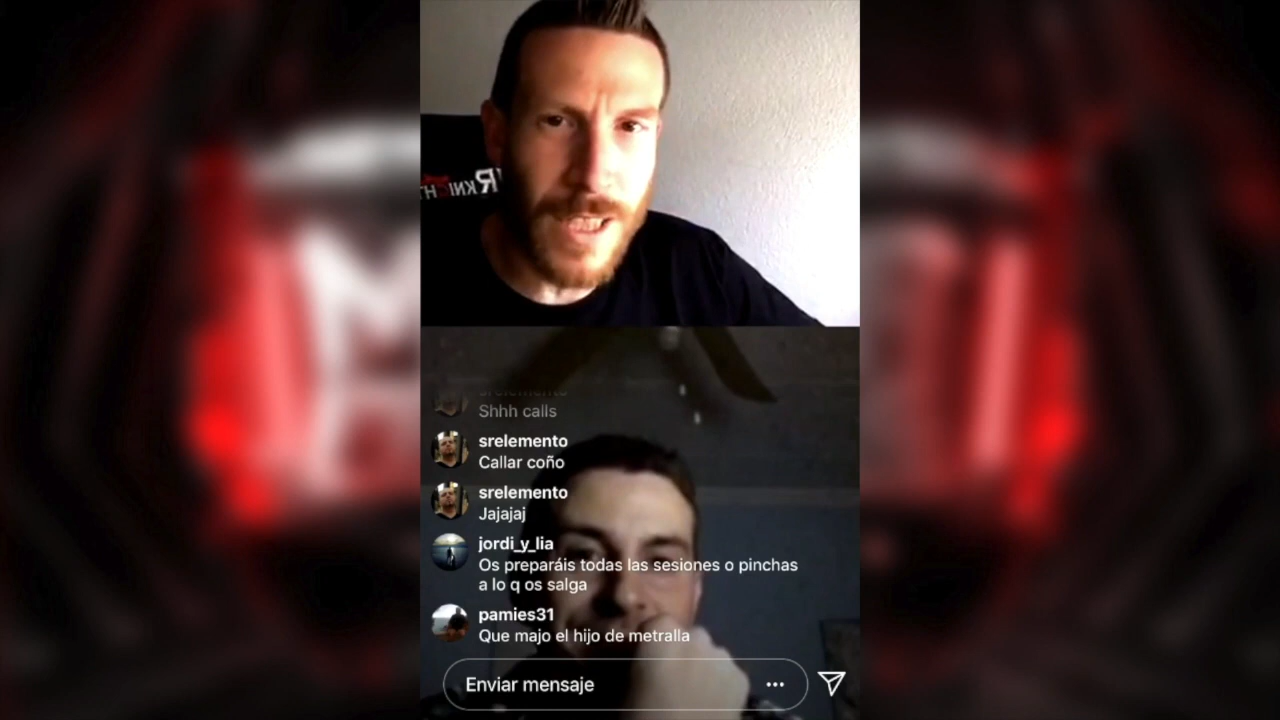 srelemento
Shhh calls
srelemento
Callar coño
srelemento
Jajajaj
jordi_y_lia
Os preparáis todas las sesiones o pinchas
a lo q os salga
pamies31
Que majo el hijo de metralla
Enviar mensaje